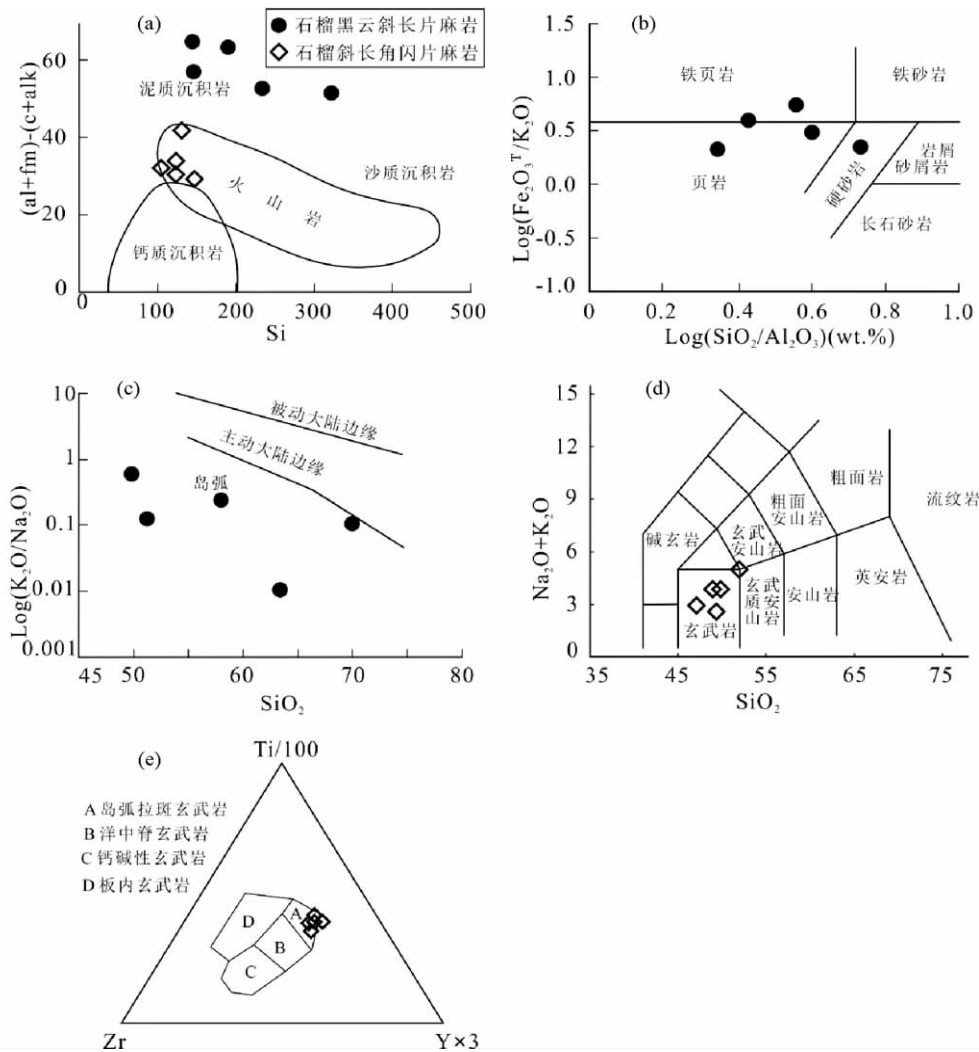 (a)
● 石榴黑云斜长片麻岩
◇ 石榴斜长角闪片麻岩
60
40
20
0
(al+fm)-(c+alk)
泥质沉积岩
火山岩
沙质沉积岩
钙质沉积岩
0 100 200 300 400 500
Si
(b)
1.5
1.0
0.5
0.0
-0.5
-1.0
Log(Fe₂O₃ᵀ/K₂O)
铁页岩
铁砂岩
页岩
硬砂岩
岩屑
砂屑岩
长石砂岩
0 0.4 0.6 0.8 1.0
Log(SiO₂/Al₂O₃)(wt.%)
(c)
10
1
0.1
0.01
0.001
Log(K₂O/Na₂O)
被动大陆边缘
主动大陆边缘
岛弧
45 50 60 70 80
SiO₂
(d)
15
12
9
6
3
0
Na₂O+K₂O
粗面岩
流纹岩
粗面
安山岩
碱玄岩
玄武
安山岩
玄武
质安
山岩
安山岩
英安岩
玄武岩
35 45 55 65 75
SiO₂
(e)
Ti/100
A 岛弧拉斑玄武岩
B 洋中脊玄武岩
C 钙碱性玄武岩
D 板内玄武岩
D
A
B
C
Zr
Y×3